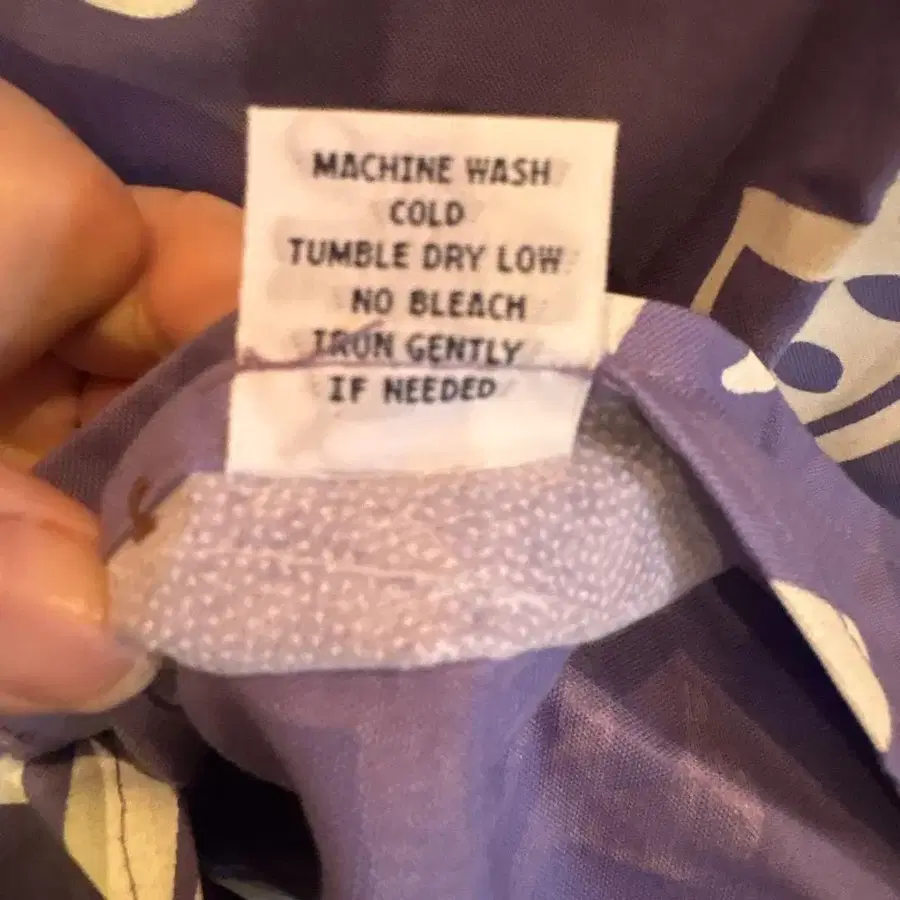 MACHINE WASH
COLD
TUMBLE DRY LOW
NO BLEACH
IRON GENTLY
IF NEEDED